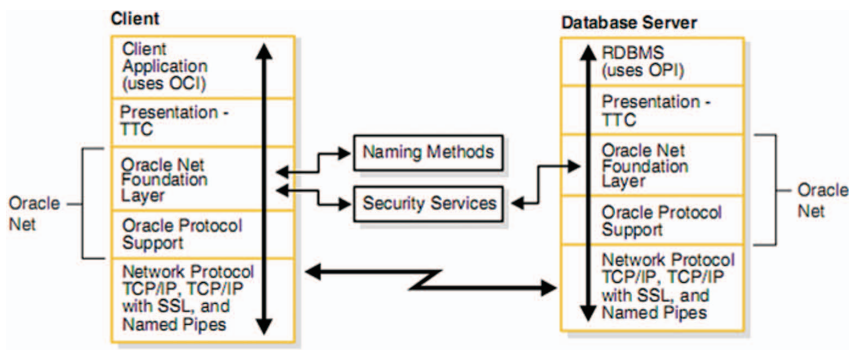 Client
Client
Application
(uses OCI)
Presentation -
TTC
Oracle Net
Foundation
Layer
Oracle Protocol
Support
Network Protocol
TCP/IP, TCP/IP
with SSL, and
Named Pipes
Oracle
Net
Naming Methods
Security Services
Database Server
RDBMS
(uses OPI)
Presentation -
TTC
Oracle Net
Foundation
Layer
Oracle Protocol
Support
Network Protocol
TCP/IP, TCP/IP
with SSL, and
Named Pipes
Oracle
Net